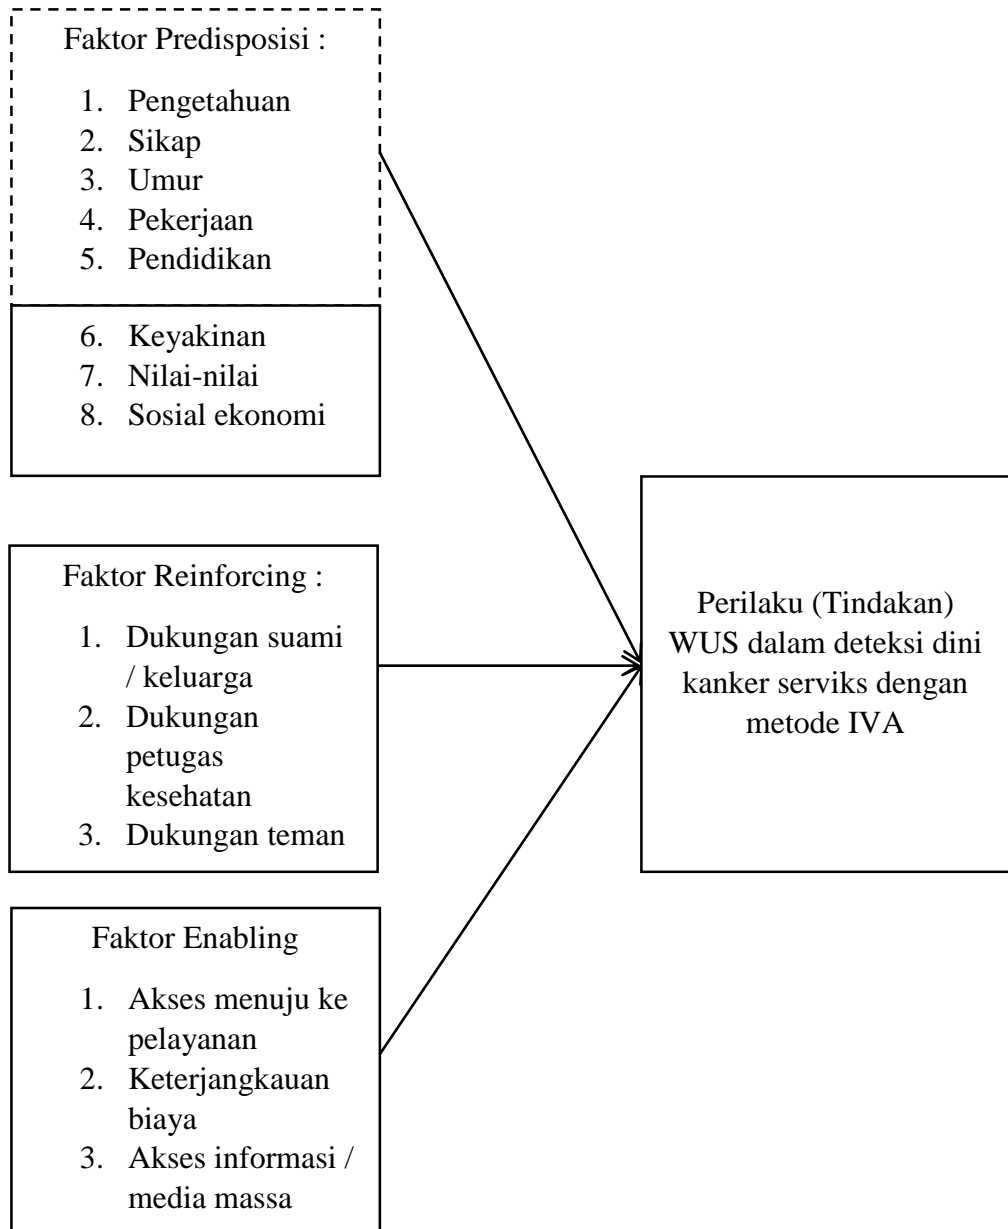 Faktor Predisposisi :
1. Pengetahuan
2. Sikap
3. Umur
4. Pekerjaan
5. Pendidikan
6. Keyakinan
7. Nilai-nilai
8. Sosial ekonomi
Faktor Reinforcing :
1. Dukungan suami
/ keluarga
2. Dukungan
petugas
kesehatan
3. Dukungan teman
Faktor Enabling
1. Akses menuju ke
pelayanan
2. Keterjangkauan
biaya
3. Akses informasi /
media massa
Perilaku (Tindakan)
WUS dalam deteksi dini
kanker serviks dengan
metode IVA